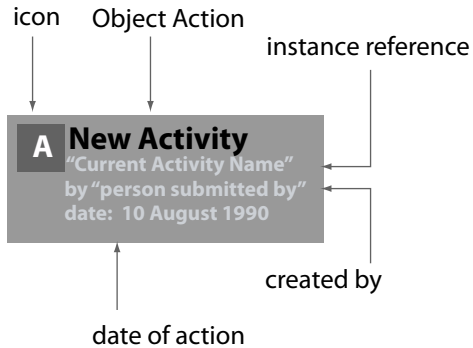 icon
Object Action
instance reference
A
New Activity
“Current Activity Name”
by “person submitted by”
date: 10 August 1990
created by
date of action